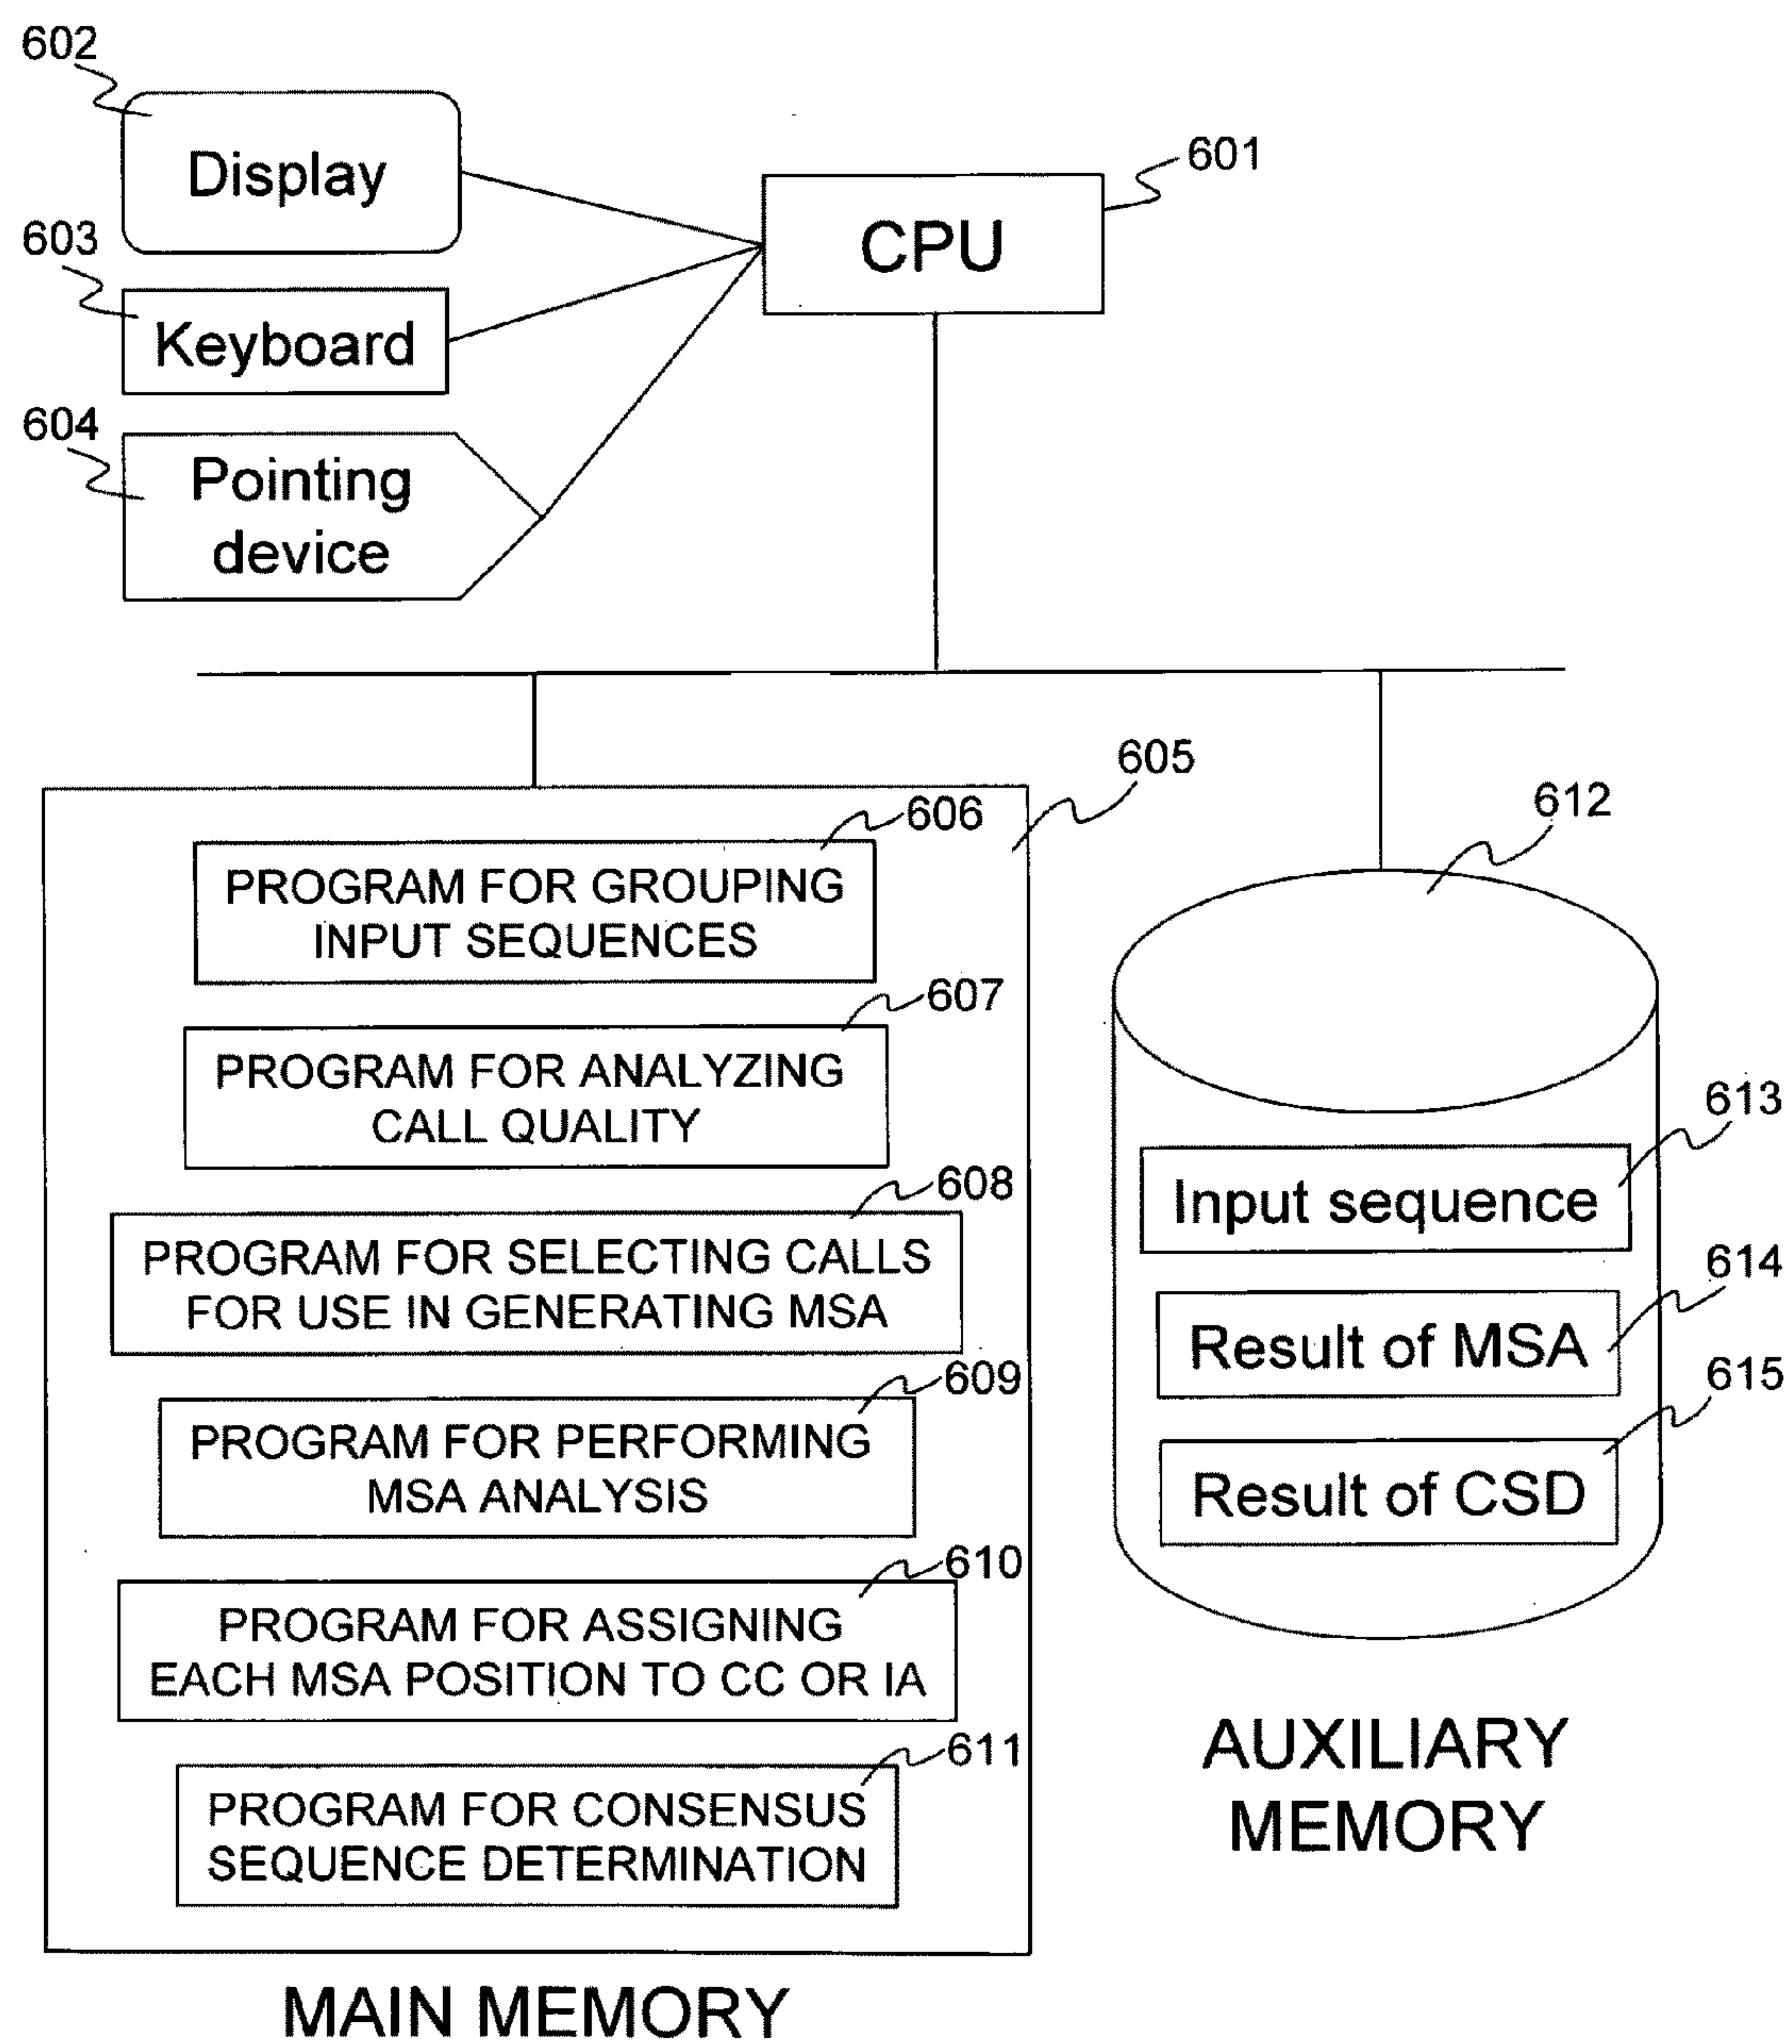 602
Display
601
CPU
603
Keyboard
604
Pointing
device
605
606
PROGRAM FOR GROUPING
INPUT SEQUENCES
607
PROGRAM FOR ANALYZING
CALL QUALITY
608
PROGRAM FOR SELECTING CALLS
FOR USE IN GENERATING MSA
609
PROGRAM FOR PERFORMING
MSA ANALYSIS
610
PROGRAM FOR ASSIGNING
EACH MSA POSITION TO CC OR IA
611
PROGRAM FOR CONSENSUS
SEQUENCE DETERMINATION
MAIN MEMORY
612
613
Input sequence
614
Result of MSA
615
Result of CSD
AUXILIARY
MEMORY